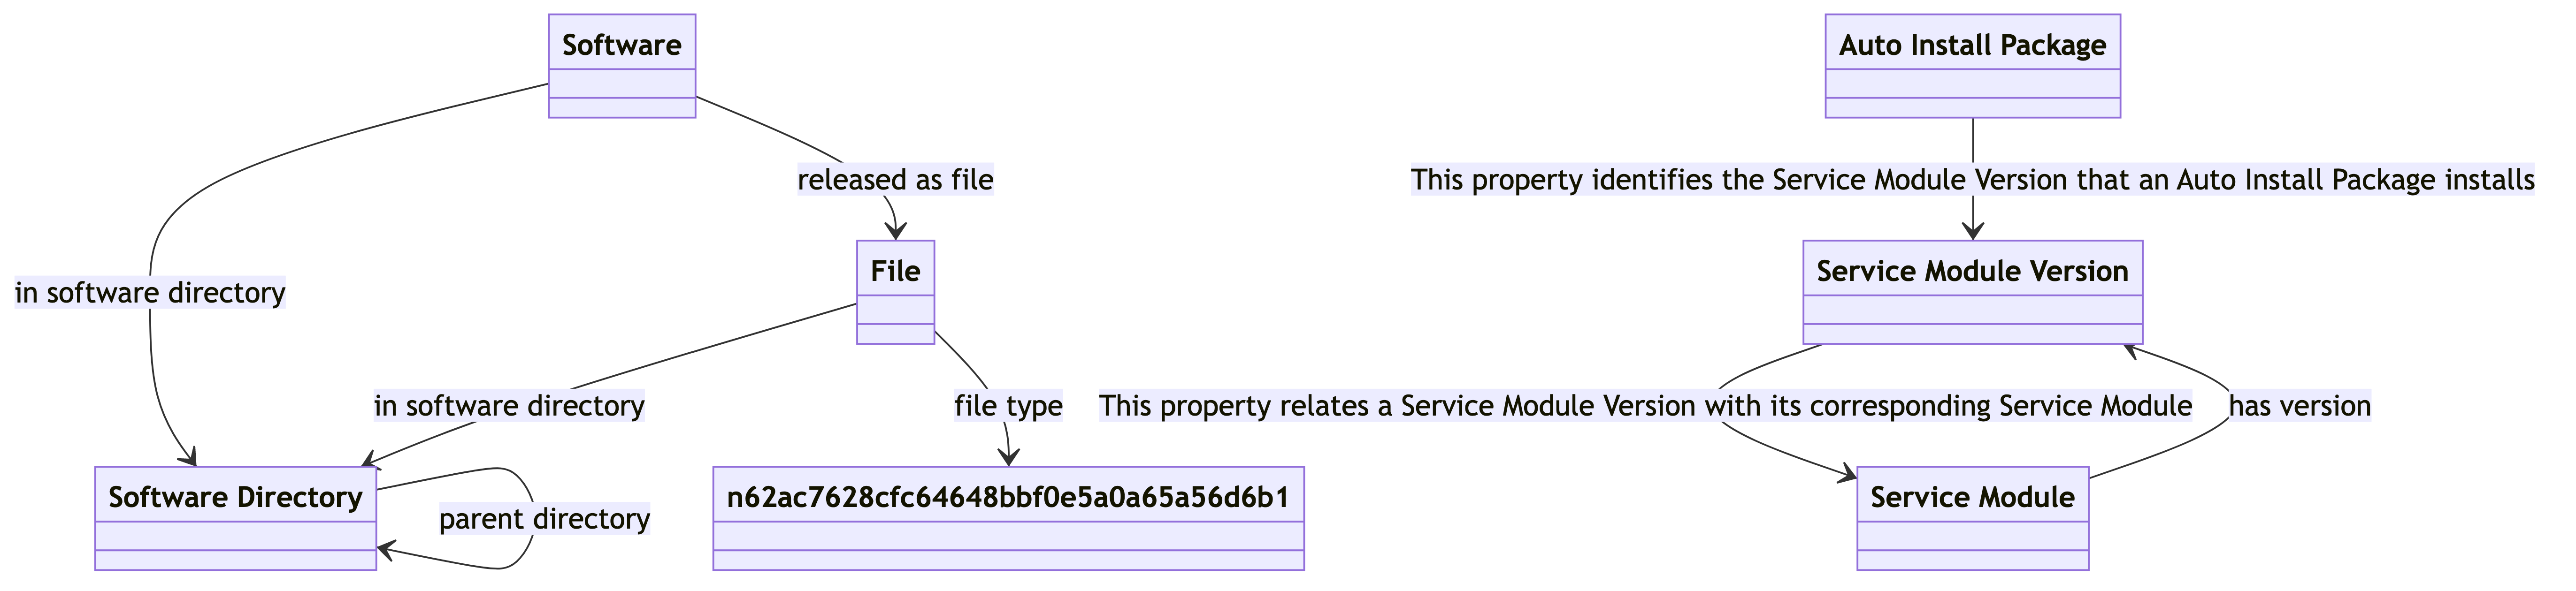 Software
Auto Install Package
released as file
This property identifies the Service Module Version that an Auto Install Package installs
File
Service Module Version
in software directory
in software directory
file type
This property relates a Service Module Version with its corresponding Service Module
has version
Software Directory
parent directory
n62ac7628cfc64648bbf0e5a0a65a56d6b1
Service Module